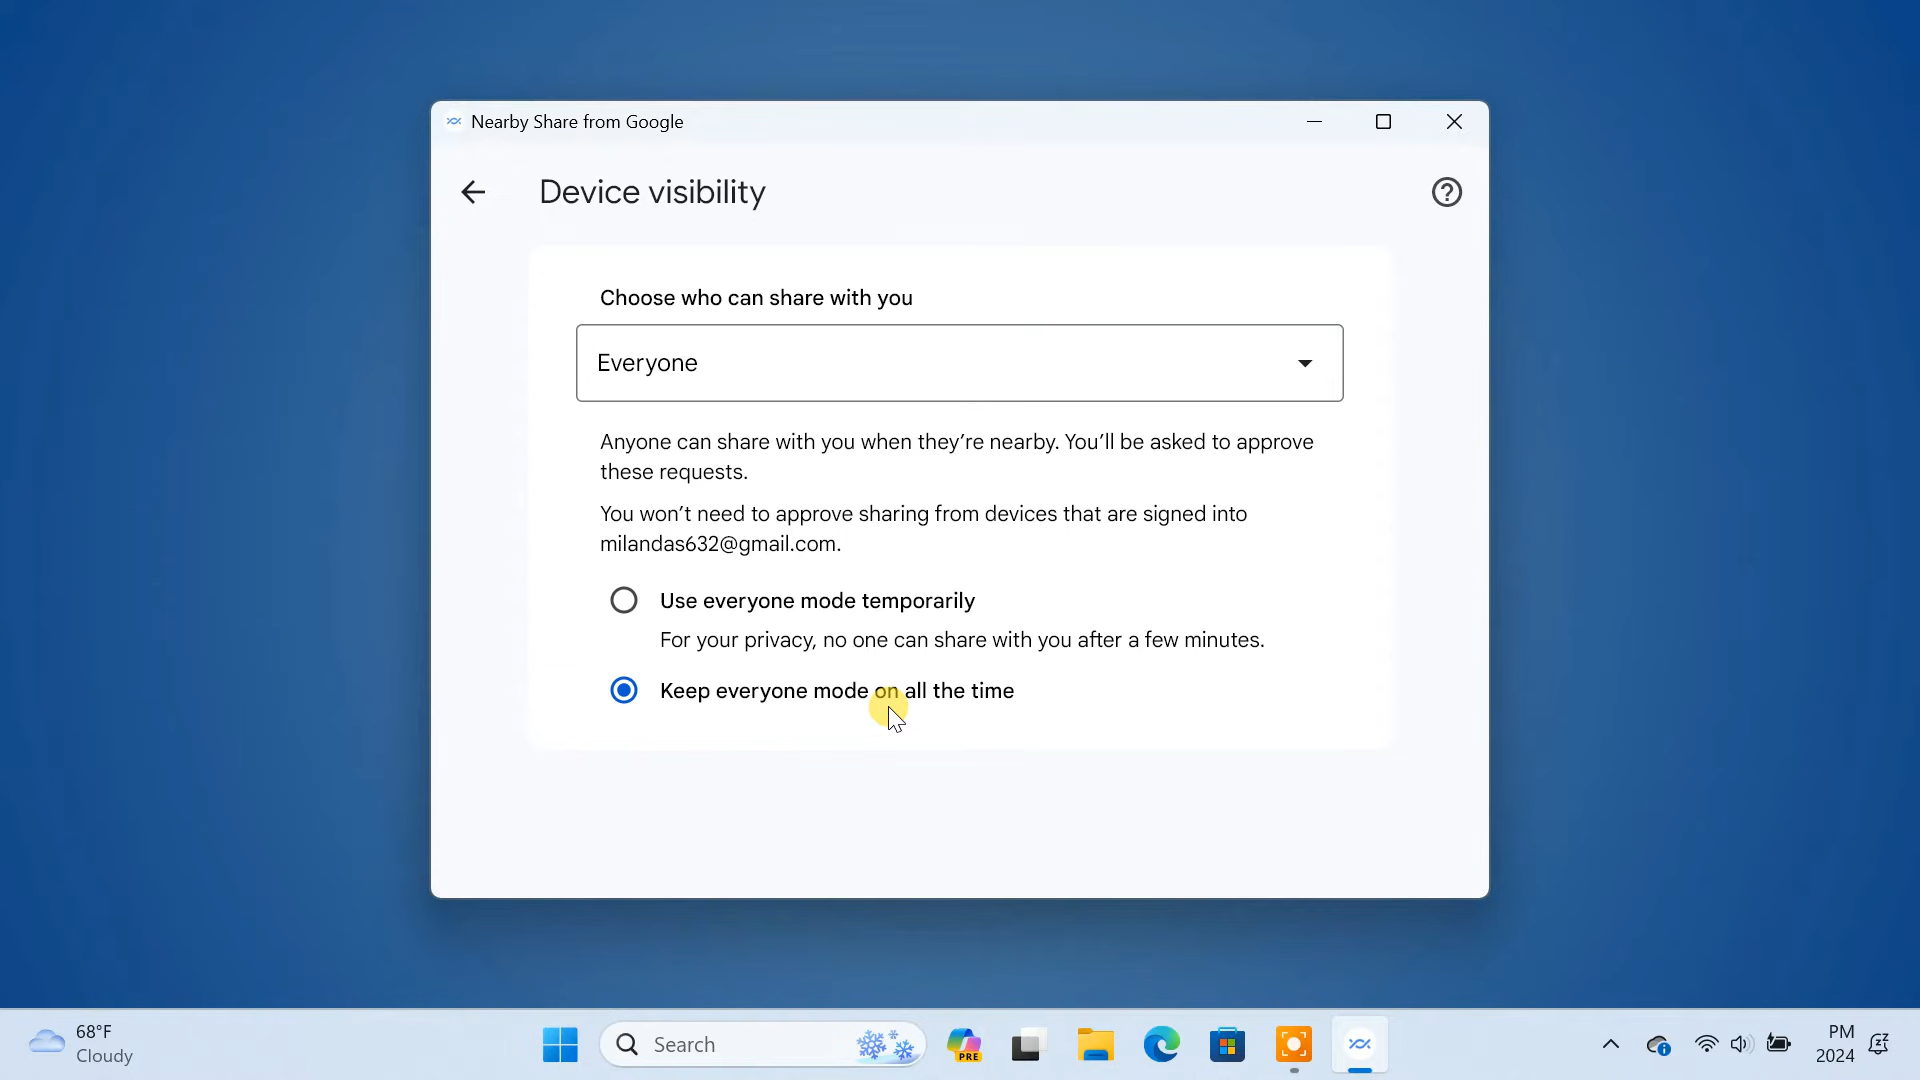 Nearby Share from Google
Device visibility
Choose who can share with you
Everyone
Anyone can share with you when they’re nearby. You’ll be asked to approve
these requests.
You won’t need to approve sharing from devices that are signed into
milandas632@gmail.com.
Use everyone mode temporarily
For your privacy, no one can share with you after a few minutes.
Keep everyone mode on all the time
68°F
Cloudy
Search
PRE
PM
2024